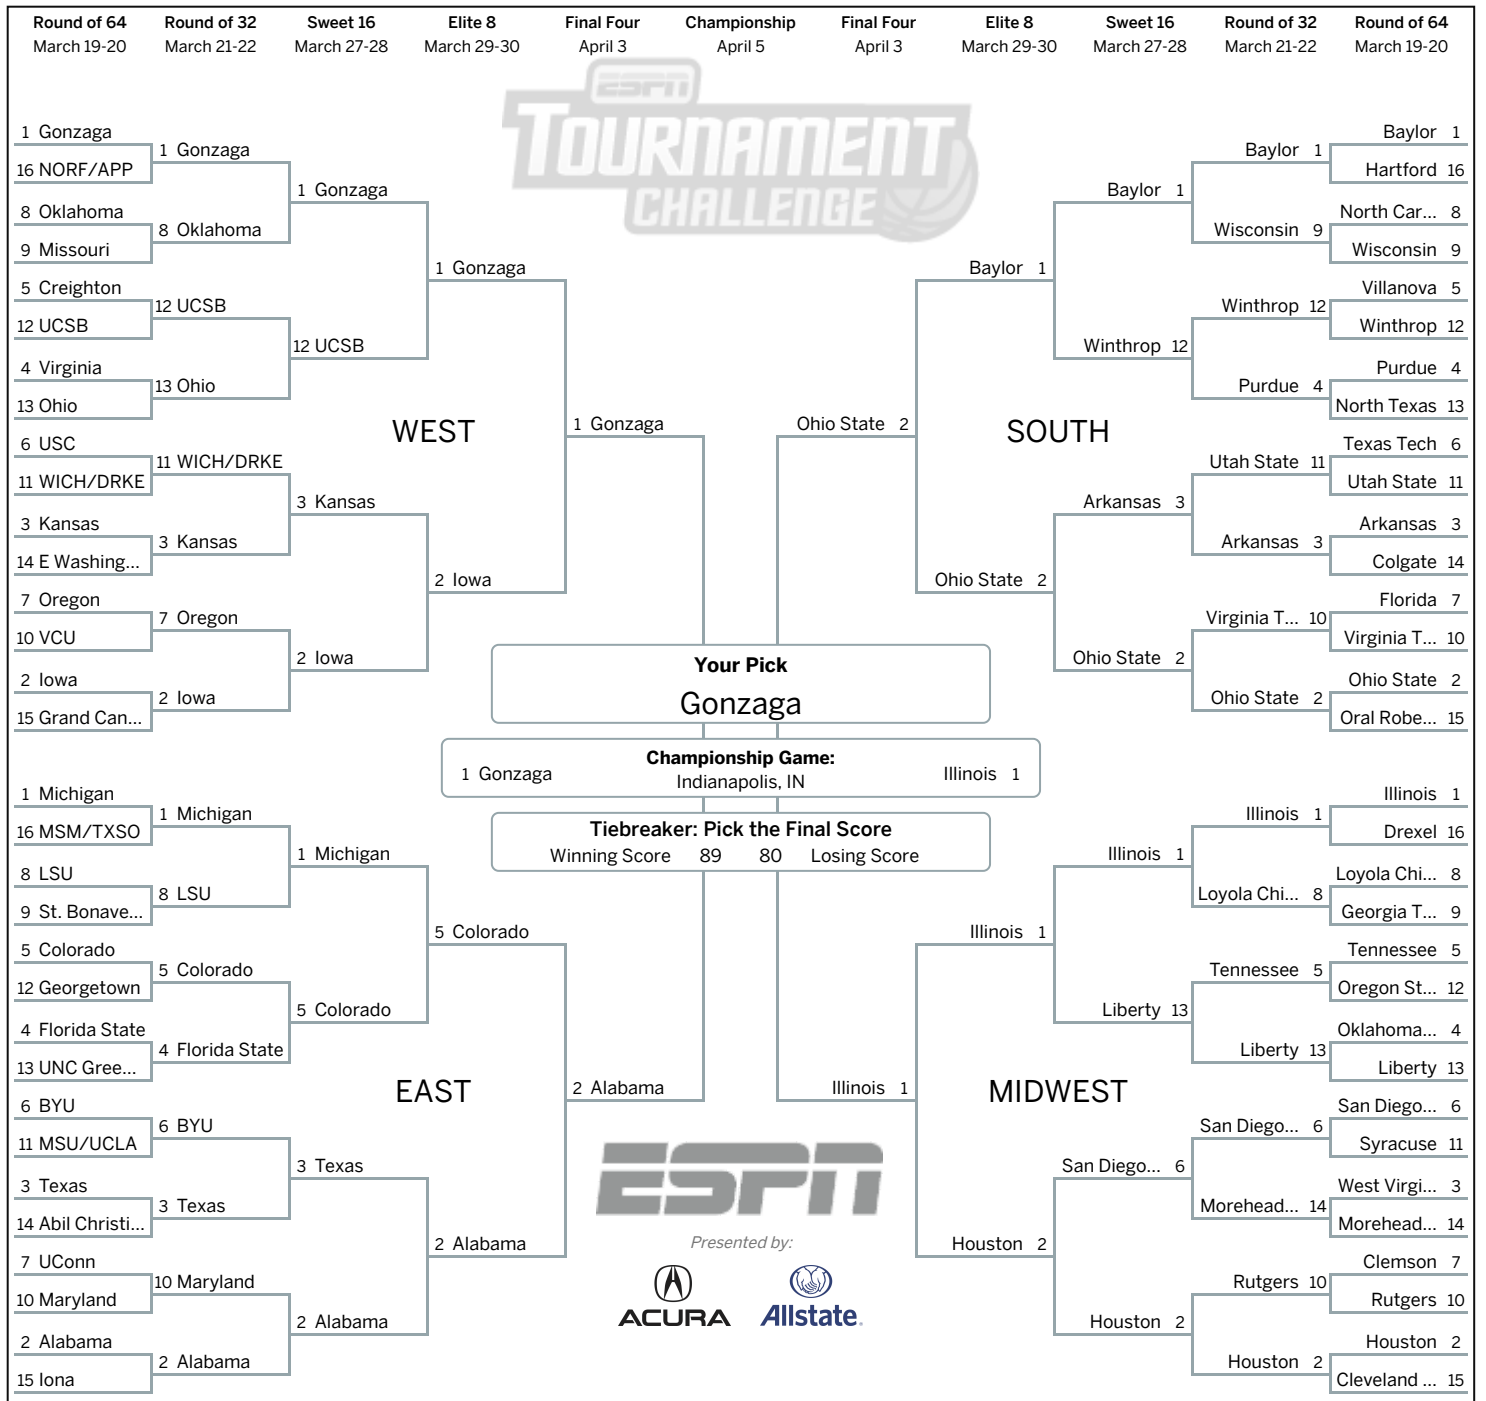 Round of 64 Round of 32 Sweet 16 Elite 8 Final Four Championship Final Four Elite 8 Sweet 16 Round of 32 Round of 64
March 19-20 March 21-22 March 27-28 March 29-30 April 3 April 5 April 3 March 29-30 March 27-28 March 21-22 March 19-20
ESPN
TOURNAMENT
CHALLENGE
WEST
1 Gonzaga
16 NORF/APP
8 Oklahoma
9 Missouri
5 Creighton
12 UCSB
4 Virginia
13 Ohio
6 USC
11 WICH/DRKE
3 Kansas
14 E Washing...
7 Oregon
10 VCU
2 Iowa
15 Grand Can...
1 Gonzaga
8 Oklahoma
12 UCSB
13 Ohio
11 WICH/DRKE
3 Kansas
7 Oregon
2 Iowa
1 Gonzaga
12 UCSB
3 Kansas
2 Iowa
1 Gonzaga
2 Iowa
1 Gonzaga
EAST
1 Michigan
16 MSM/TXSO
8 LSU
9 St. Bonave...
5 Colorado
12 Georgetown
4 Florida State
13 UNC Gree...
6 BYU
11 MSU/UCLA
3 Texas
14 Abil Christi...
7 UConn
10 Maryland
2 Alabama
15 Iona
1 Michigan
8 LSU
5 Colorado
4 Florida State
6 BYU
3 Texas
10 Maryland
2 Alabama
1 Michigan
5 Colorado
3 Texas
2 Alabama
5 Colorado
2 Alabama
2 Alabama
Your Pick
Gonzaga
Championship Game:
1 Gonzaga Indianapolis, IN Illinois 1
Tiebreaker: Pick the Final Score
Winning Score 89 80 Losing Score
SOUTH
Baylor 1
Hartford 16
North Car... 8
Wisconsin 9
Villanova 5
Winthrop 12
Purdue 4
North Texas 13
Texas Tech 6
Utah State 11
Arkansas 3
Colgate 14
Florida 7
Virginia T... 10
Ohio State 2
Oral Robe... 15
Baylor 1
Wisconsin 9
Winthrop 12
Purdue 4
Utah State 11
Arkansas 3
Virginia T... 10
Ohio State 2
Baylor 1
Winthrop 12
Arkansas 3
Ohio State 2
Baylor 1
Ohio State 2
Ohio State 2
MIDWEST
Illinois 1
Drexel 16
Loyola Chi... 8
Georgia T... 9
Tennessee 5
Oregon St... 12
Oklahoma... 4
Liberty 13
San Diego... 6
Syracuse 11
West Virgi... 3
Morehead... 14
Clemson 7
Rutgers 10
Houston 2
Cleveland ... 15
Illinois 1
Loyola Chi... 8
Tennessee 5
Liberty 13
San Diego... 6
Morehead... 14
Rutgers 10
Houston 2
Illinois 1
Liberty 13
San Diego... 6
Houston 2
Illinois 1
Houston 2
Illinois 1
ESPN
Presented by:
ACURA Allstate.